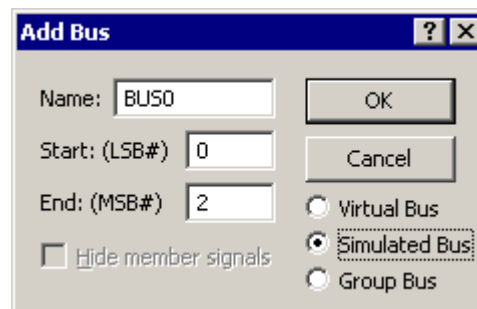 Add Bus
Name: BUS0
OK
Start: (LSB#) 0
Cancel
End: (MSB#) 2
Virtual Bus
Simulated Bus
Hide member signals
Group Bus